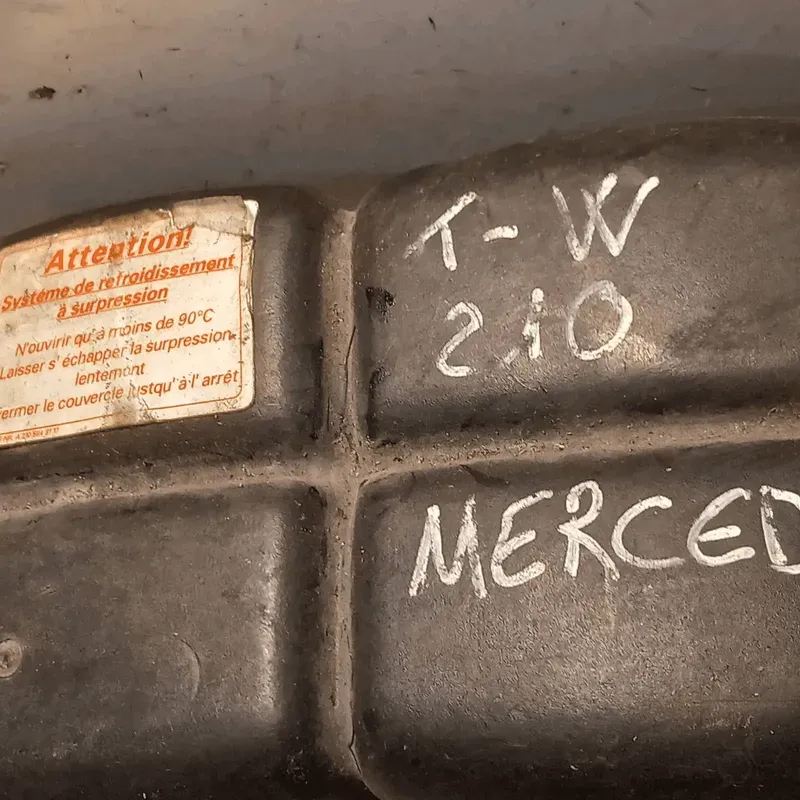 Attention!
Système de refroidissement
à surpression
N'ouvrir qu'à moins de 90°C
Laisser s'échapper la surpression
lentement
fermer le couvercle jusqu'à l'arrêt
T-W
210
MERCED